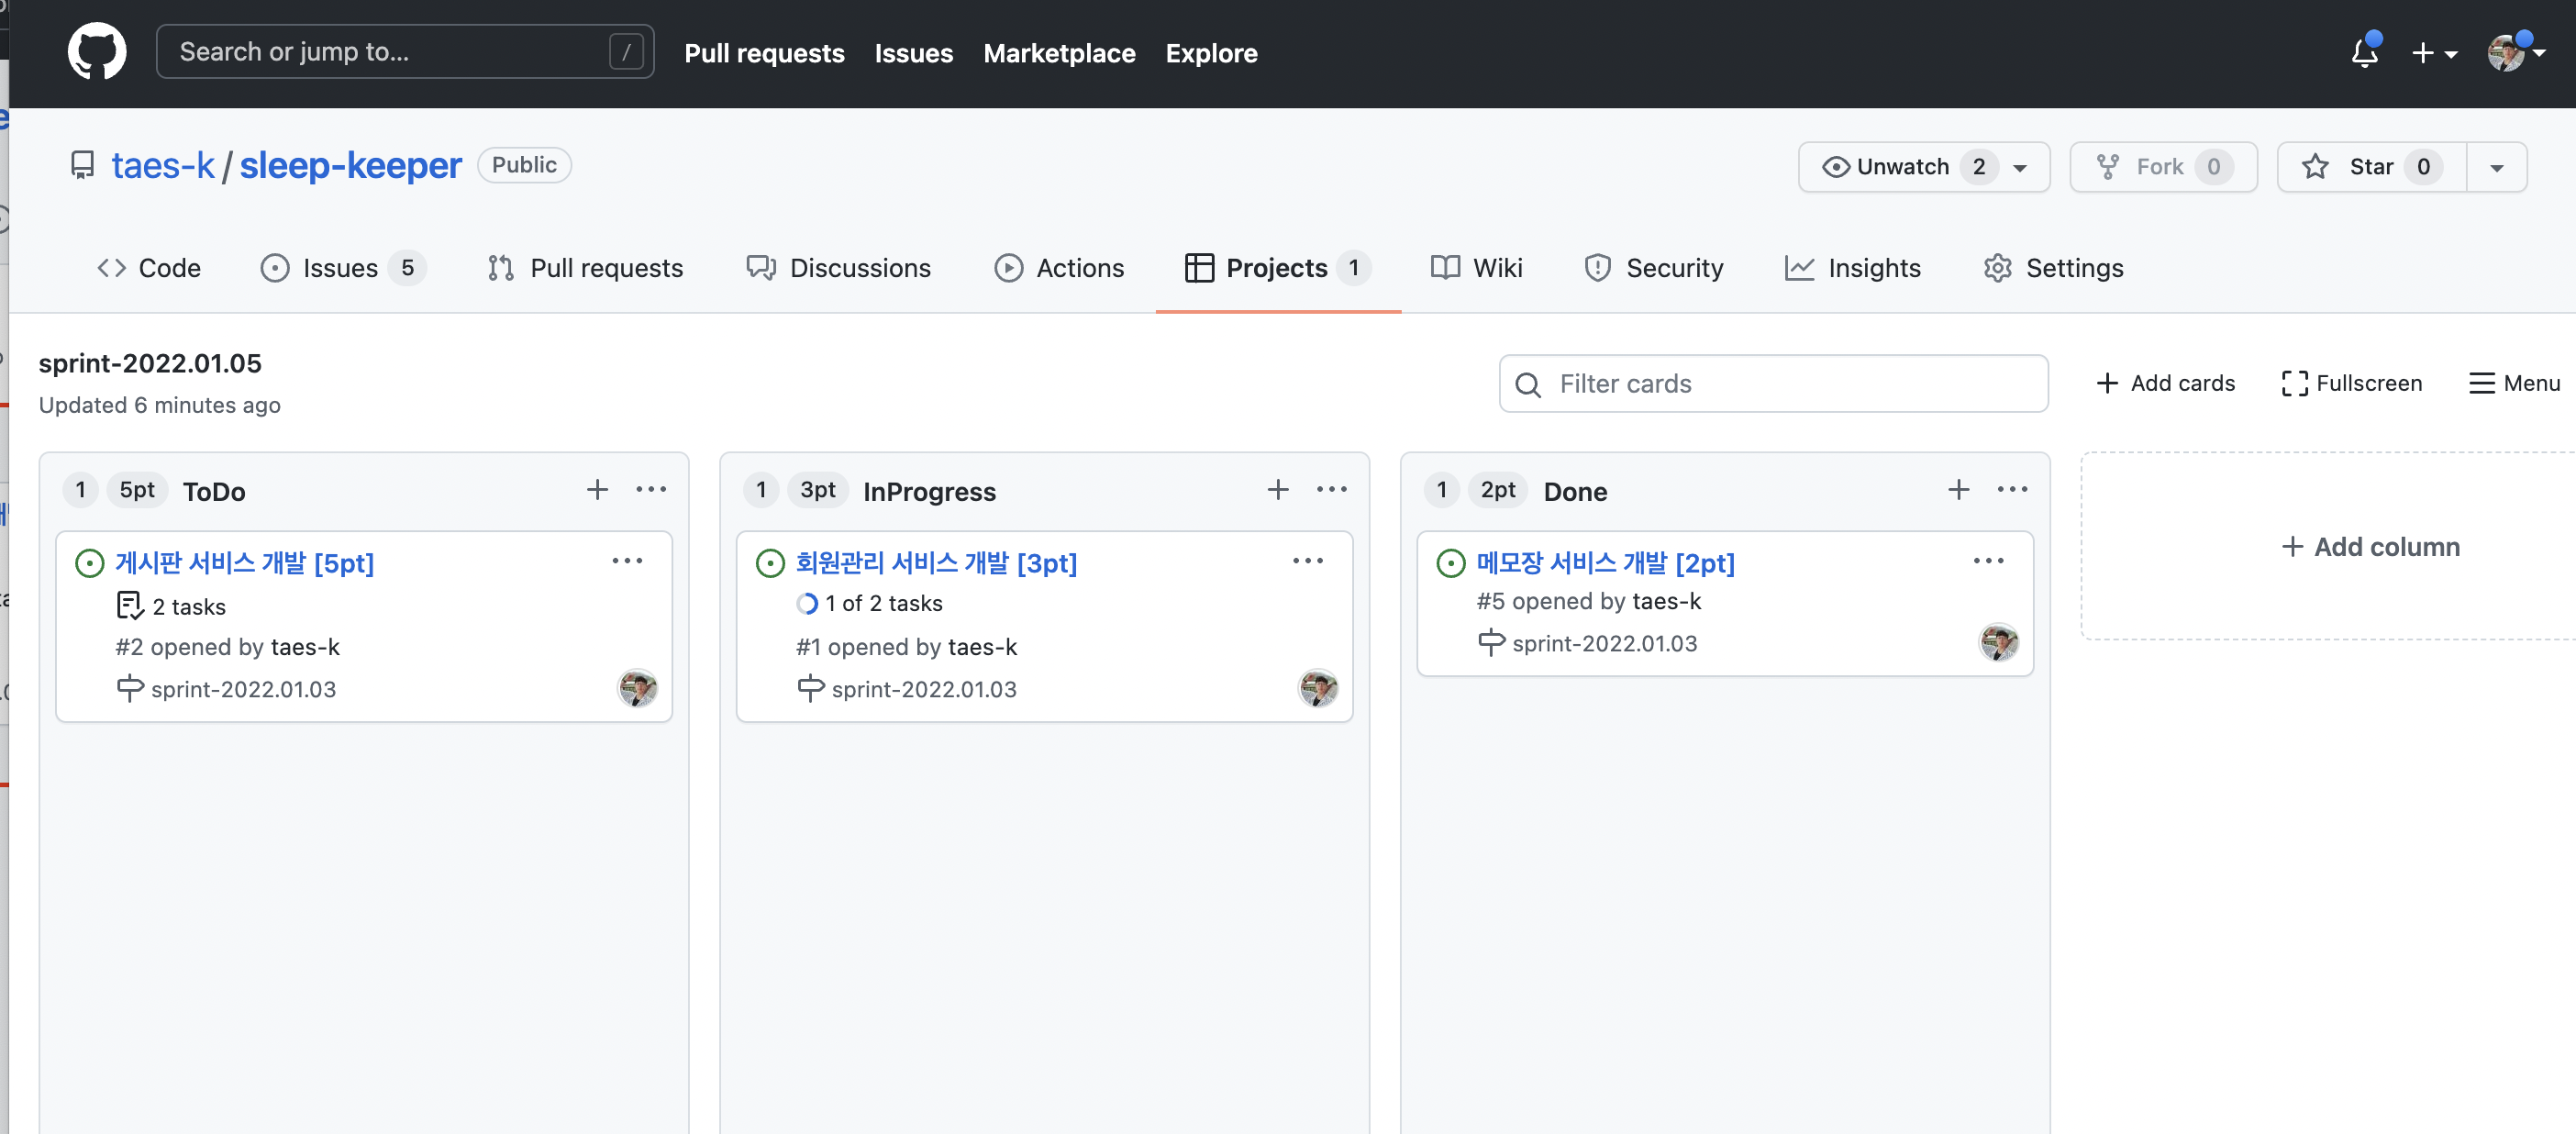 Search or jump to... /
Pull requests Issues Marketplace Explore
taes-k / sleep-keeper Public
Unwatch 2 Fork 0 Star 0
Code Issues 5 Pull requests Discussions Actions Projects 1 Wiki Security Insights Settings
sprint-2022.01.05
Updated 6 minutes ago
Filter cards
Add cards Fullscreen Menu
1 5pt ToDo
게시판 서비스 개발 [5pt]
2 tasks
#2 opened by taes-k
sprint-2022.01.03
1 3pt InProgress
회원관리 서비스 개발 [3pt]
1 of 2 tasks
#1 opened by taes-k
sprint-2022.01.03
1 2pt Done
메모장 서비스 개발 [2pt]
#5 opened by taes-k
sprint-2022.01.03
Add column